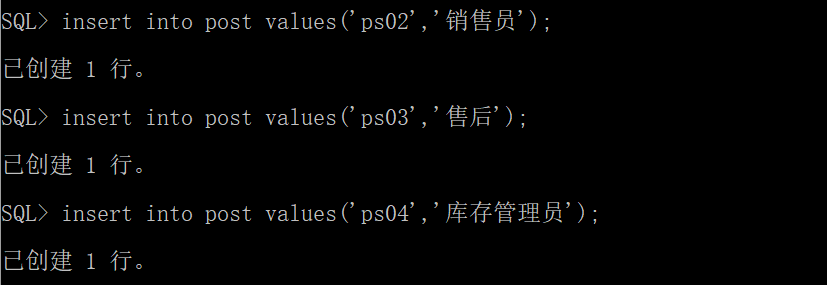 SQL> insert into post values('ps02','销售员');
已创建 1 行。
SQL> insert into post values('ps03','售后');
已创建 1 行。
SQL> insert into post values('ps04','库存管理员');
已创建 1 行。